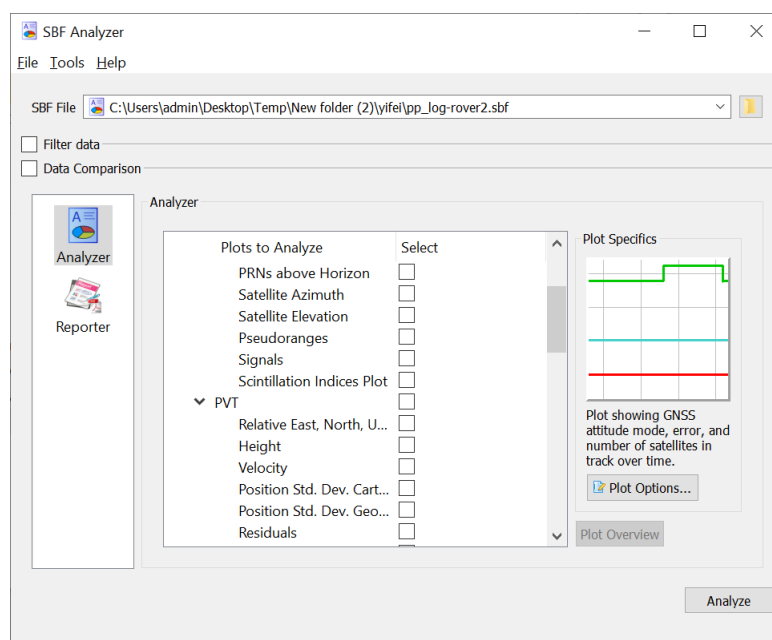 SBF Analyzer
File Tools Help
SBF File C:\Users\admin\Desktop\Temp\New folder (2)\yifei\pp_log-rover2.sbf
Filter data
Data Comparison
Analyzer
Reporter
Analyzer
Plots to Analyze Select
PRNs above Horizon
Satellite Azimuth
Satellite Elevation
Pseudoranges
Signals
Scintillation Indices Plot
PVT
Relative East, North, U...
Height
Velocity
Position Std. Dev. Cart...
Position Std. Dev. Geo...
Residuals
Plot Specifics
Plot showing GNSS
attitude mode, error, and
number of satellites in
track over time.
Plot Options...
Plot Overview
Analyze